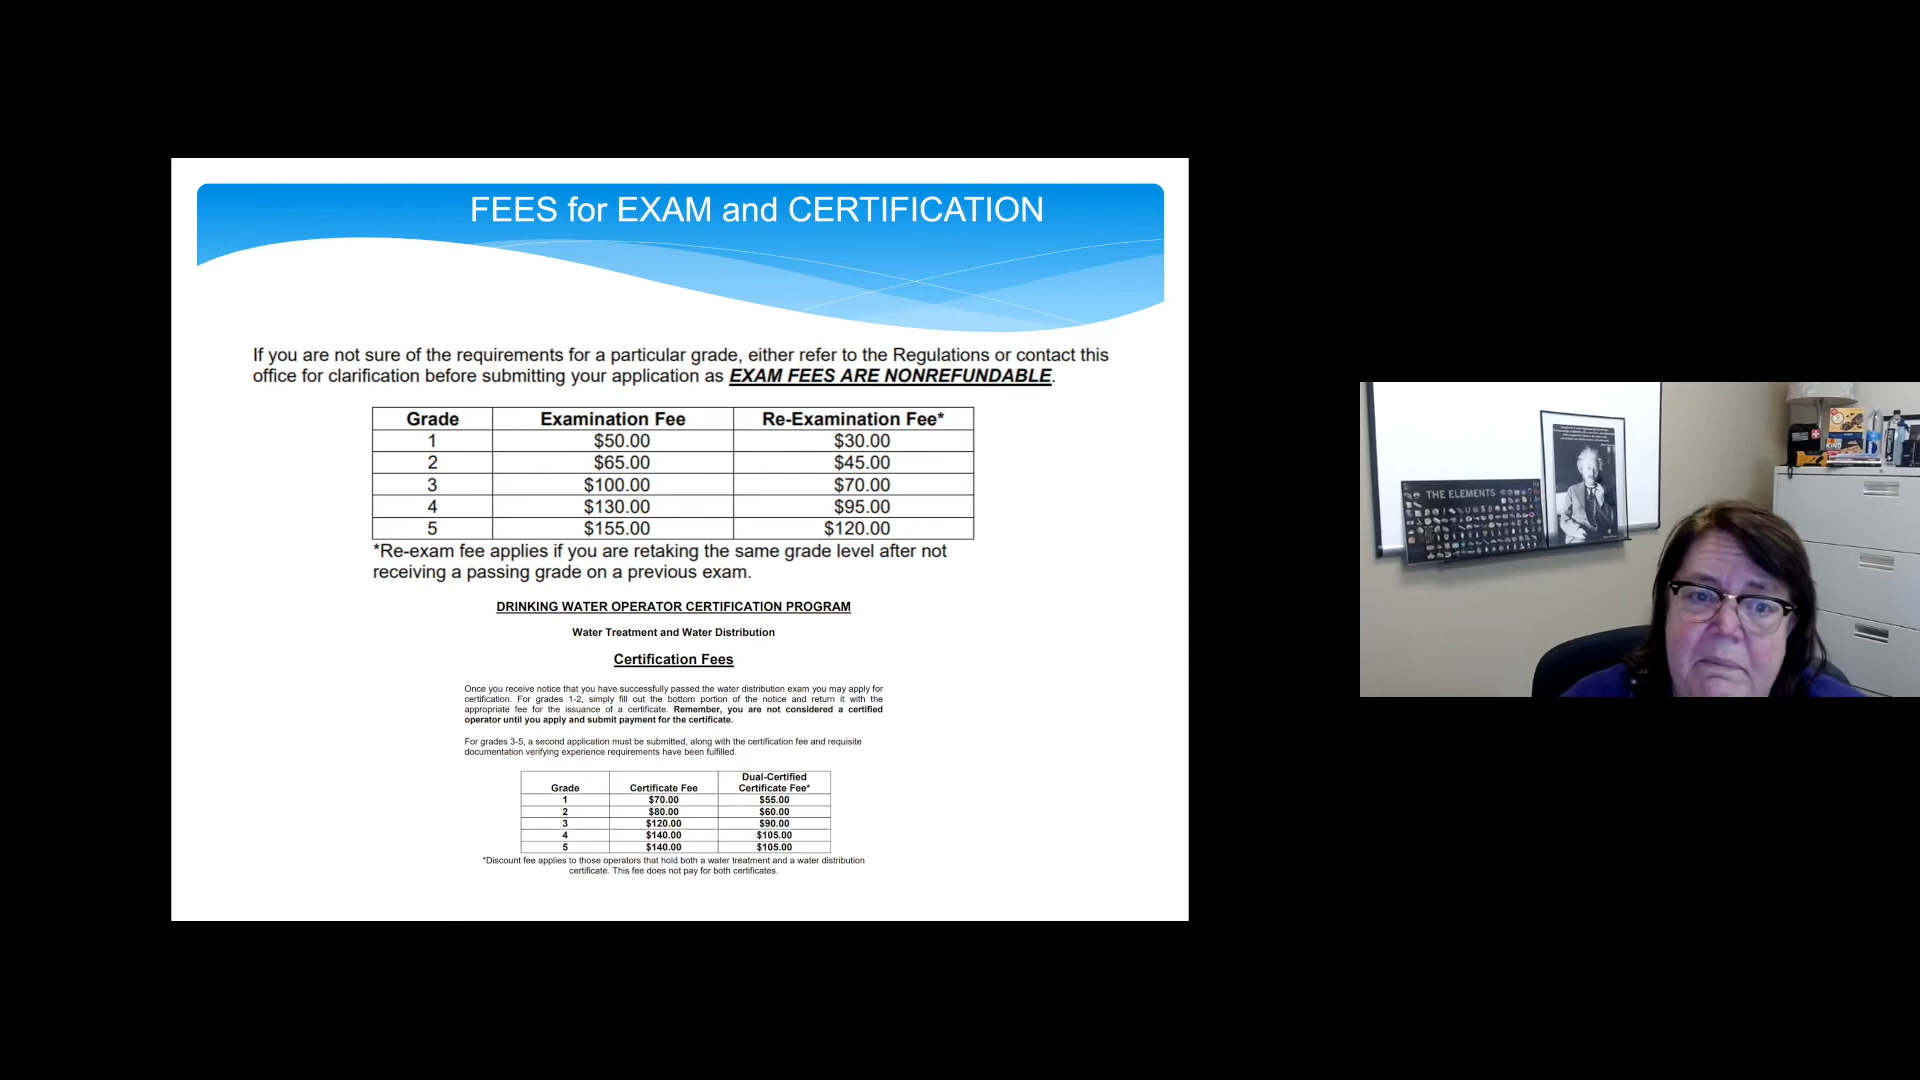 FEES for EXAM and CERTIFICATION
If you are not sure of the requirements for a particular grade, either refer to the Regulations or contact this
office for clarification before submitting your application as EXAM FEES ARE NONREFUNDABLE.
Grade Examination Fee Re-Examination Fee*
1 $50.00 $30.00
2 $65.00 $45.00
3 $100.00 $70.00
4 $130.00 $95.00
5 $155.00 $120.00
*Re-exam fee applies if you are retaking the same grade level after not
receiving a passing grade on a previous exam.
DRINKING WATER OPERATOR CERTIFICATION PROGRAM
Water Treatment and Water Distribution
Certification Fees
Once you receive notice that you have successfully passed the water distribution exam you may apply for
certification. For grades 1-2, simply fill out the bottom portion of the notice and return it with the
appropriate fee for the issuance of a certificate. Remember, you are not considered a certified
operator until you apply and submit payment for the certificate.
For grades 3-5, a second application must be submitted, along with the certification fee and requisite
documentation verifying experience requirements have been fulfilled.
Dual-Certified
Grade Certificate Fee Certificate Fee*
1 $70.00 $55.00
2 $80.00 $60.00
3 $120.00 $90.00
4 $140.00 $105.00
5 $140.00 $105.00
*Discount fee applies to those operators that hold both a water treatment and a water distribution
certificate. This fee does not pay for both certificates.
THE ELEMENTS
KIND